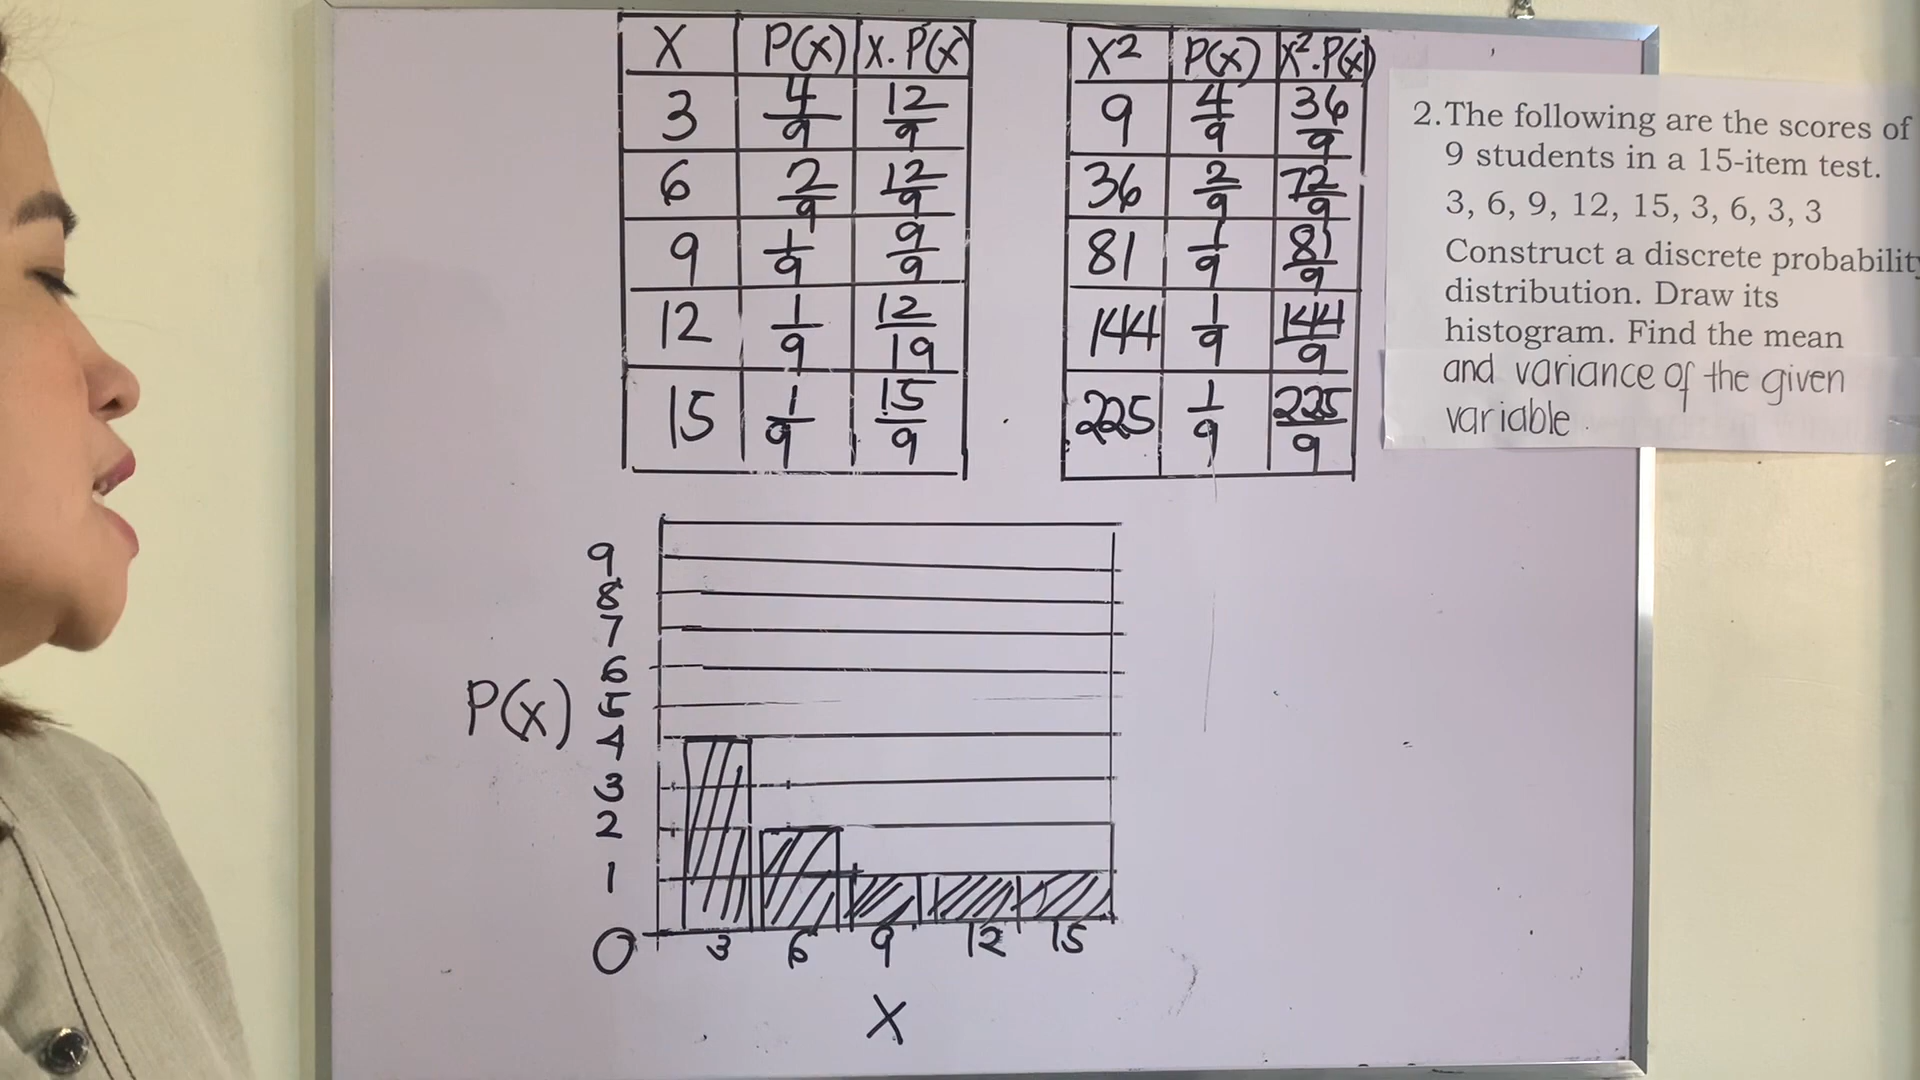 X P(x) X.P(x)
3 4/9 12/9
6 2/9 12/9
9 1/9 9/9
12 1/9 12/19
15 1/9 15/9
X² P(x) X².P(x)
9 4/9 36/9
36 2/9 72/9
81 1/9 81/9
144 1/9 144/9
225 1/9 225/9
2. The following are the scores of
9 students in a 15-item test.
3, 6, 9, 12, 15, 3, 6, 3, 3
Construct a discrete probability
distribution. Draw its
histogram. Find the mean
and variance of the given
variable.
9
8
7
6
5
4
3
2
1
0
P(x)
3 6 9 12 15
X